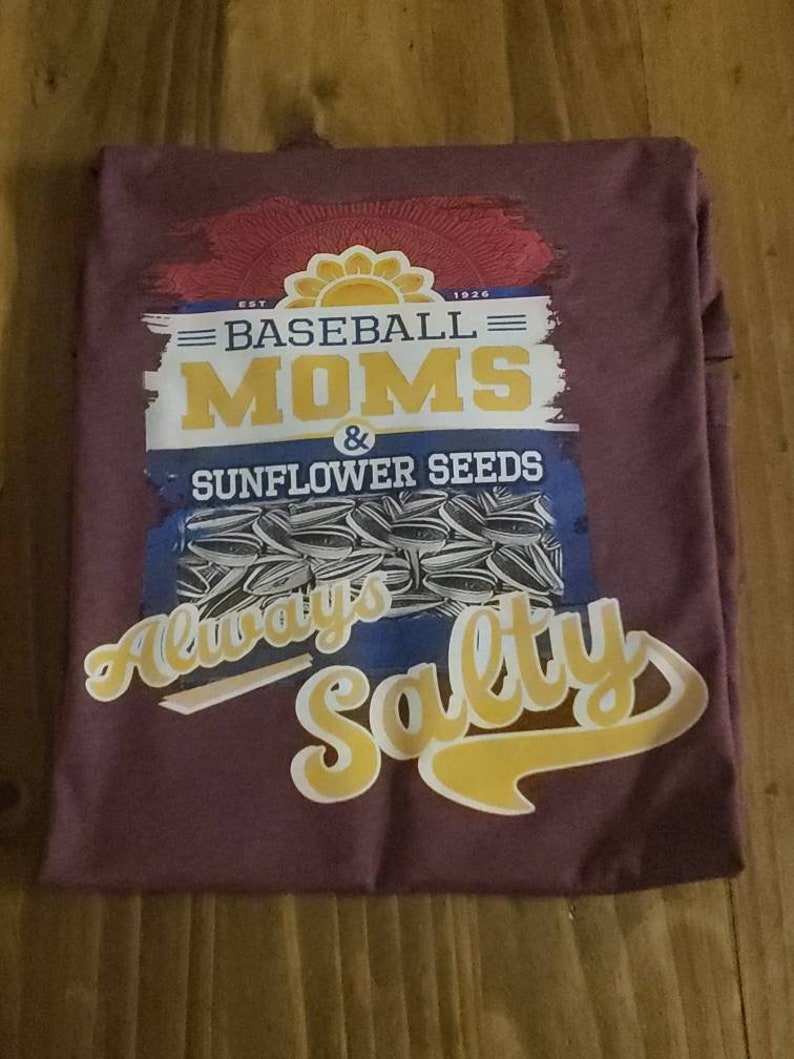 EST 1926
BASEBALL
MOMS
&
SUNFLOWER SEEDS
Always
Salty